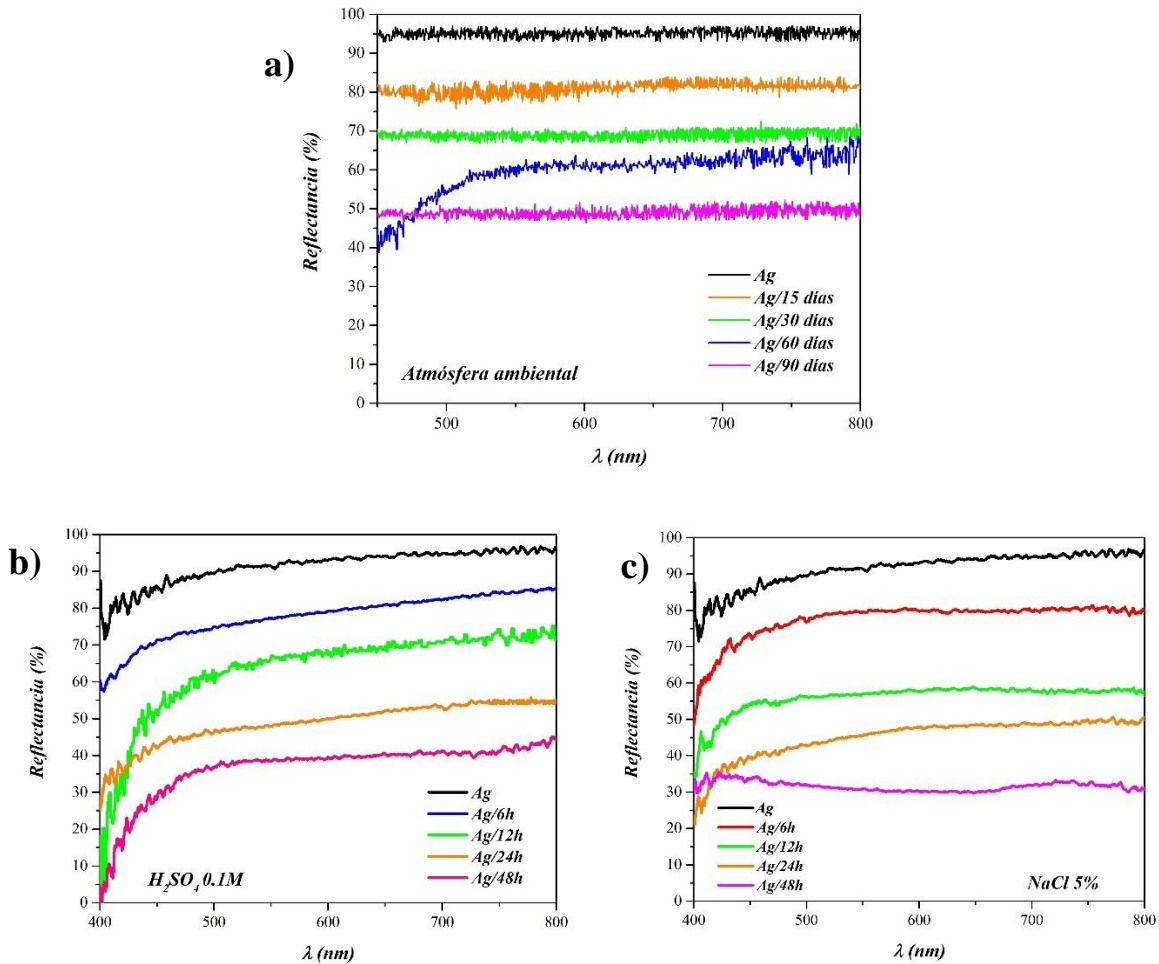 a)
Reflectancia (%)
100
90
80
70
60
50
40
30
20
10
0
Ag
Ag/15 dias
Ag/30 dias
Ag/60 dias
Ag/90 dias
Atmósfera ambiental
500
600
700
800
λ (nm)
b)
Reflectancia (%)
100
90
80
70
60
50
40
30
20
10
0
Ag
Ag/6h
Ag/12h
Ag/24h
Ag/48h
H₂SO₄ 0.1M
400
500
600
700
800
λ (nm)
c)
Reflectancia (%)
100
90
80
70
60
50
40
30
20
10
0
Ag
Ag/6h
Ag/12h
Ag/24h
Ag/48h
NaCl 5%
400
500
600
700
800
λ (nm)